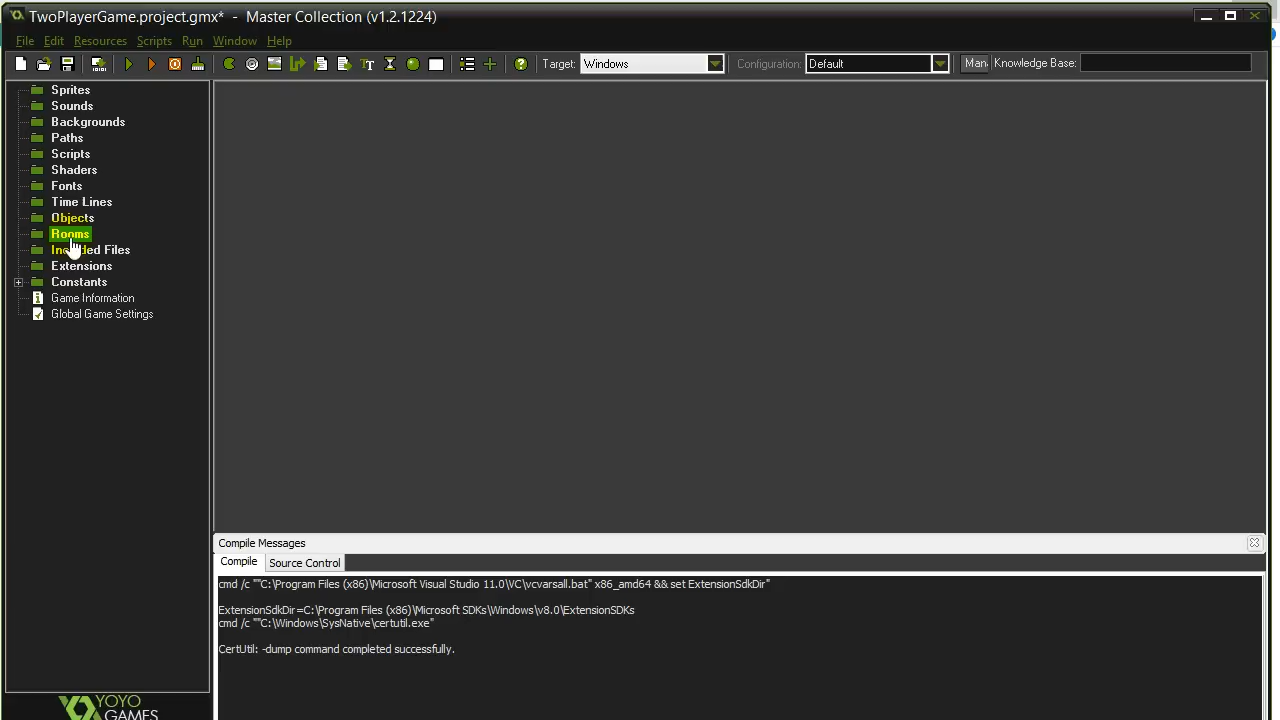 TwoPlayerGame.project.gmx* - Master Collection (v1.2.1224)
File Edit Resources Scripts Run Window Help
Target: Windows Configuration: Default Man Knowledge Base:
Sprites
Sounds
Backgrounds
Paths
Scripts
Shaders
Fonts
Time Lines
Objects
Rooms
Included Files
Extensions
Constants
Game Information
Global Game Settings
Compile Messages
Compile Source Control
cmd /c ""C:\Program Files (x86)\Microsoft Visual Studio 11.0\VC\vcvarsall.bat" x86_amd64 && set ExtensionSdkDir"
ExtensionSdkDir=C:\Program Files (x86)\Microsoft SDKs\Windows\v8.0\ExtensionSDKs
cmd /c ""C:\Windows\SysNative\certutil.exe"
CertUtil: -dump command completed successfully.
YOYO
GAMES